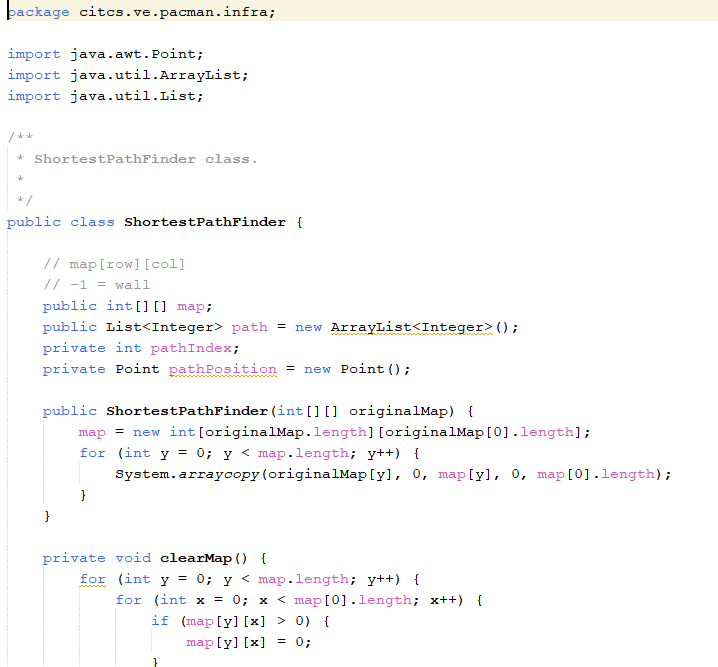 package citcs.ve.pacman.infra;
import java.awt.Point;
import java.util.ArrayList;
import java.util.List;
/**
 * ShortestPathFinder class.
 *
 */
public class ShortestPathFinder {
    // map[row][col]
    // -1 = wall
    public int[][] map;
    public List<Integer> path = new ArrayList<Integer>();
    private int pathIndex;
    private Point pathPosition = new Point();
    public ShortestPathFinder(int[][] originalMap) {
        map = new int[originalMap.length][originalMap[0].length];
        for (int y = 0; y < map.length; y++) {
            System.arraycopy(originalMap[y], 0, map[y], 0, map[0].length);
        }
    }
    private void clearMap() {
        for (int y = 0; y < map.length; y++) {
            for (int x = 0; x < map[0].length; x++) {
                if (map[y][x] > 0) {
                    map[y][x] = 0;
                }